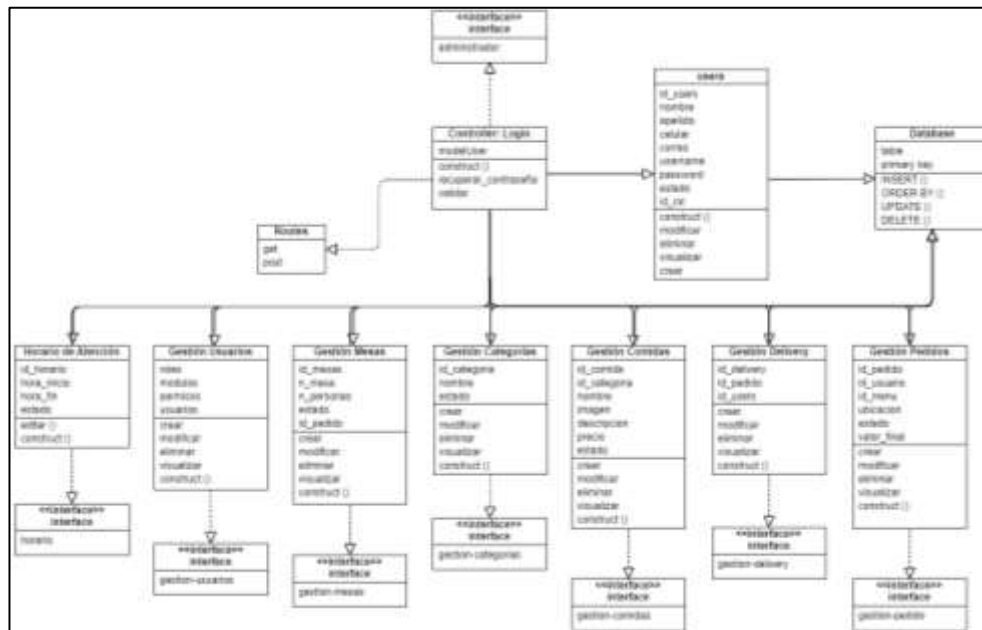 <<interface>>
interface
administrador
Controller: Login
modelUser
construct ()
recuperar_contraseña
validar
users
id_users
nombre
apellido
celular
correo
username
password
estado
id_rol
construct ()
modificar
eliminar
visualizar
crear
Database
table
primary key
INSERT ()
ORDER BY ()
UPDATE ()
DELETE ()
Routes
get
post
Horario de Atención
id_horario
hora_inicio
hora_fin
estado
editar ()
construct ()
<<interface>>
interface
horario
Gestión Usuarios
roles
modulos
permisos
usuarios
crear
modificar
eliminar
visualizar
construct ()
<<interface>>
interface
gestion-usuarios
Gestión Mesas
id_mesas
n_mesa
n_personas
estado
id_pedido
crear
modificar
eliminar
visualizar
construct ()
<<interface>>
interface
gestion-mesas
Gestión Categorías
id_categoria
nombre
estado
crear
modificar
eliminar
visualizar
construct ()
<<interface>>
interface
gestion-categorias
Gestión Comidas
id_comida
id_categoria
nombre
imagen
descripcion
precio
estado
crear
modificar
eliminar
visualizar
construct ()
<<interface>>
interface
gestion-comidas
Gestión Delivery
id_delivery
id_pedido
id_users
crear
modificar
eliminar
visualizar
construct ()
<<interface>>
interface
gestion-delivery
Gestión Pedidos
id_pedido
id_usuario
id_menu
ubicacion
estado
valor_final
crear
modificar
eliminar
visualizar
construct ()
<<interface>>
interface
gestion-pedido